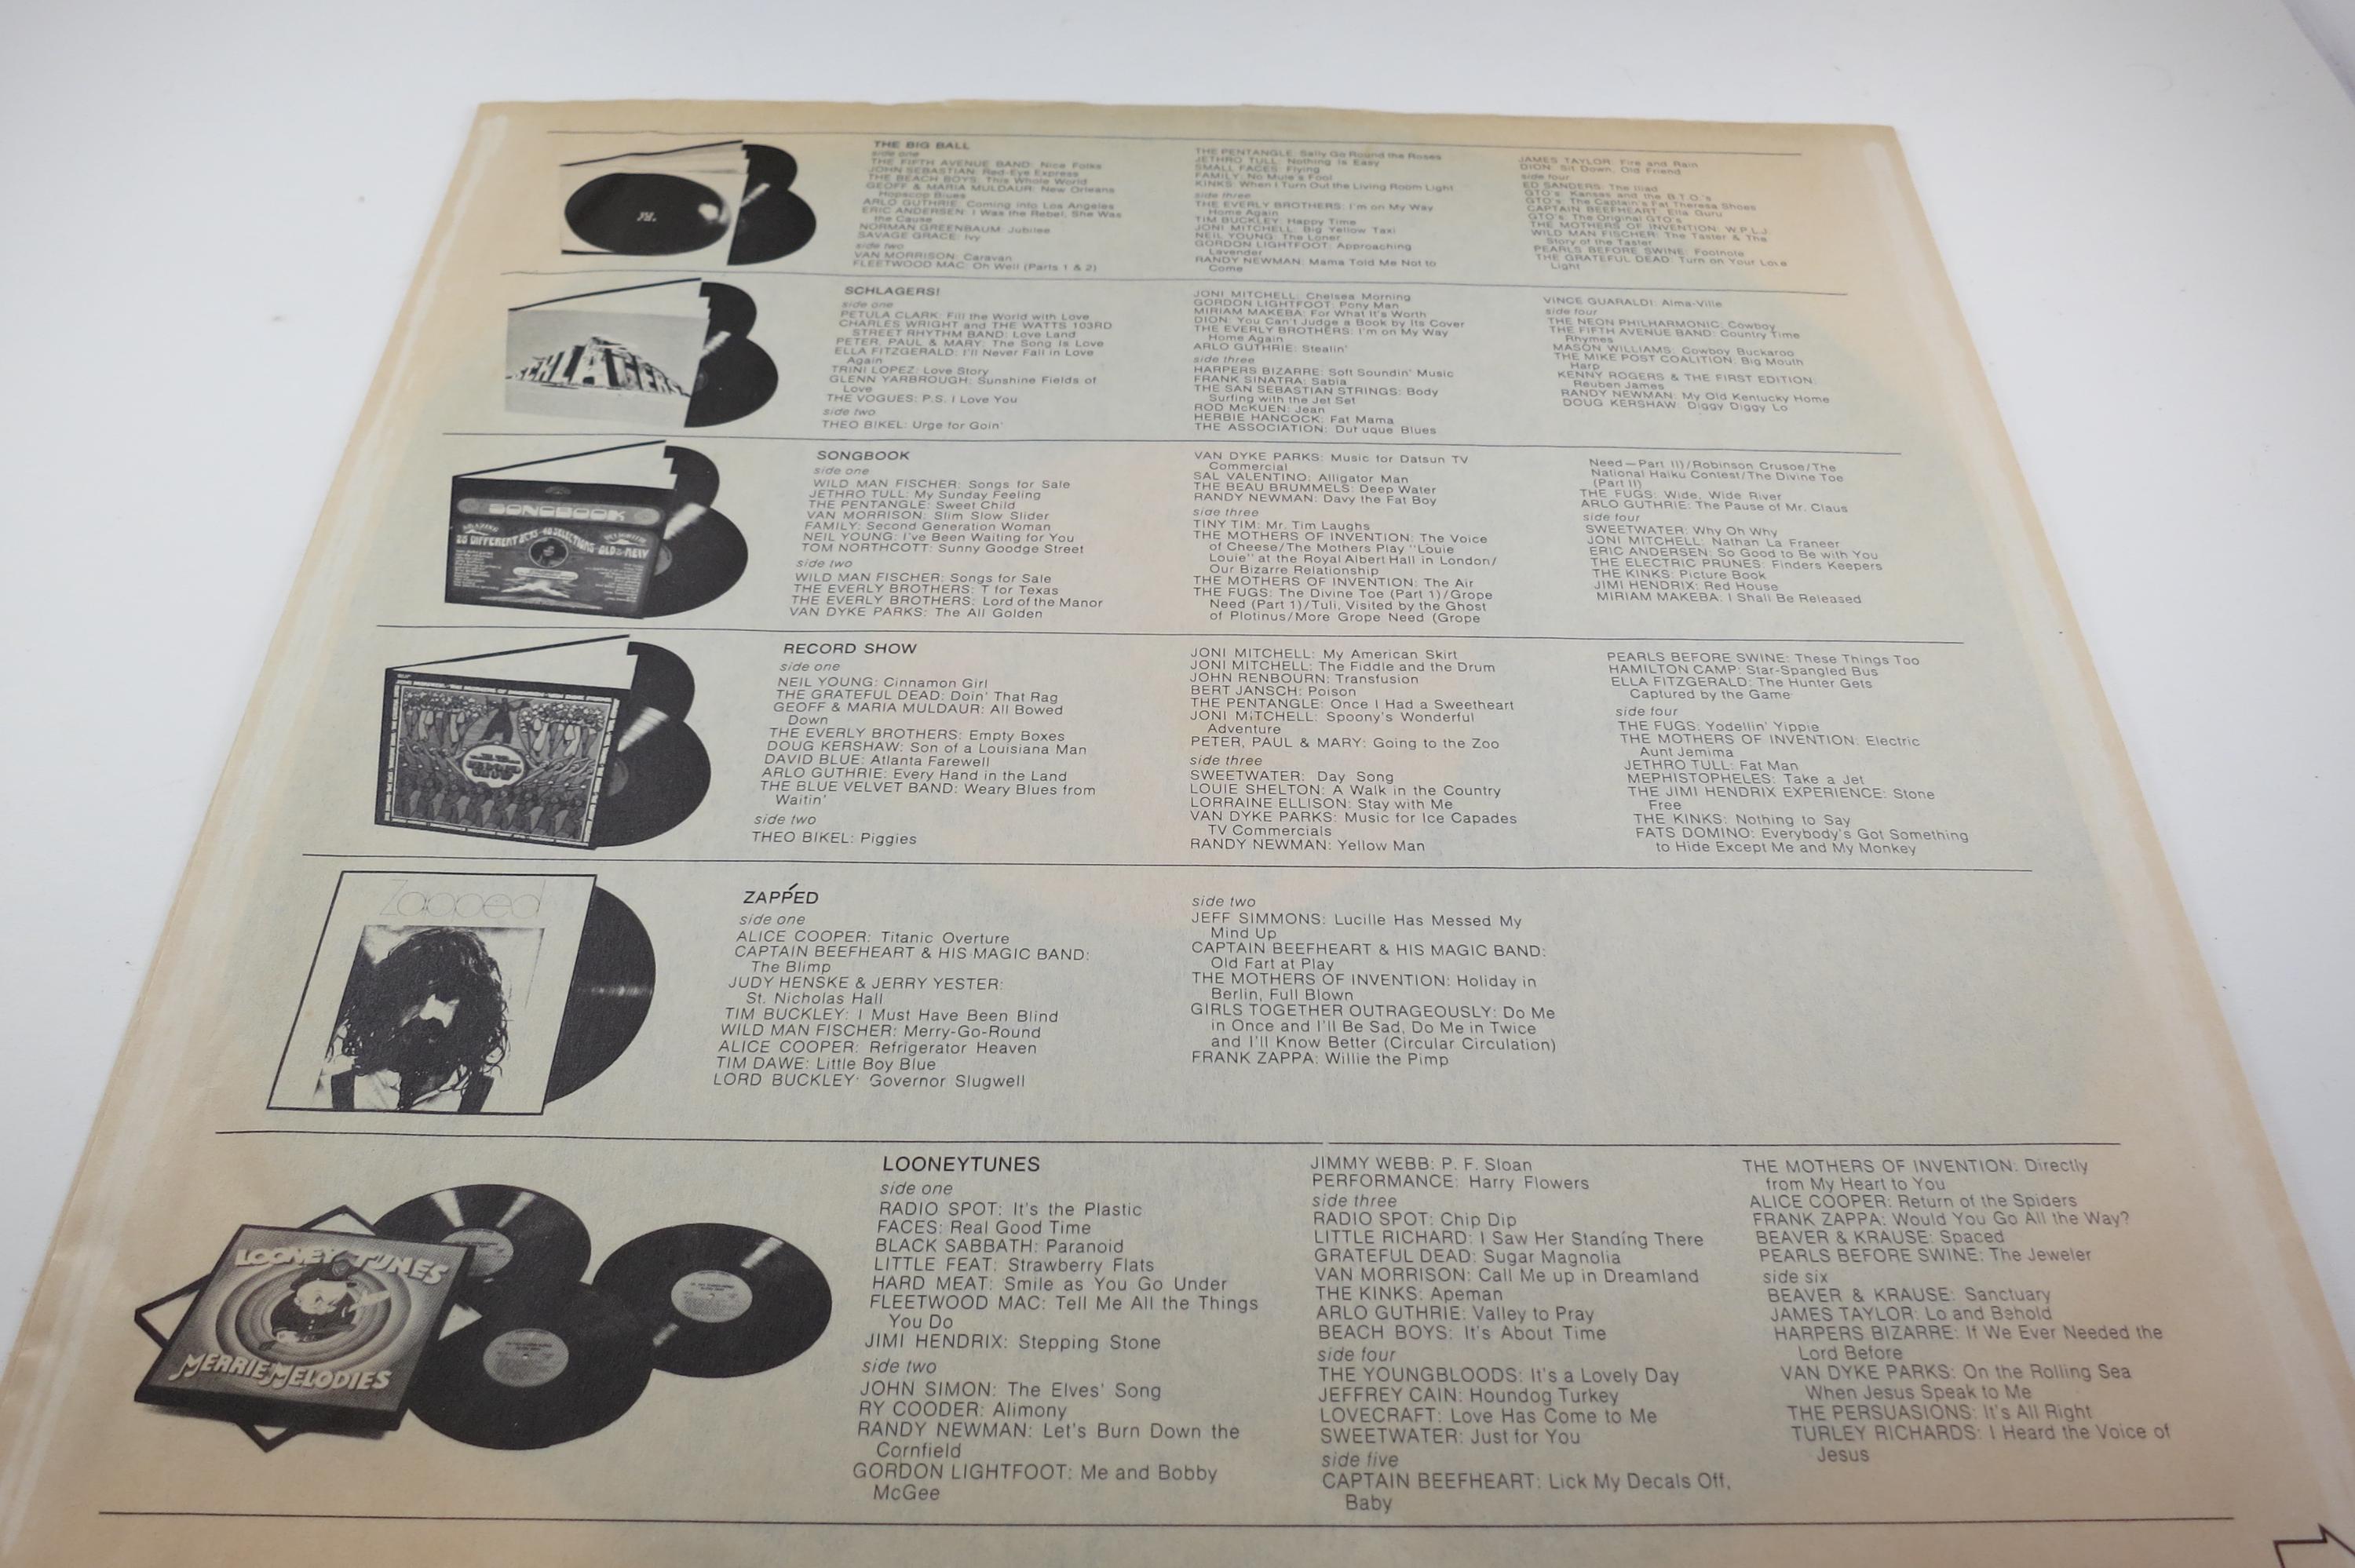 THE BIG BALL
side one
THE FIFTH AVENUE BAND: Nice Folks
JOHN SEBASTIAN: Red-Eye Express
THE BEACH BOYS: This Whole World
GEOFF & MARIA MULDAUR: New Orleans
Hopscop Blues
ARLO GUTHRIE: Coming into Los Angeles
ERIC ANDERSEN: I Was the Rebel, She Was
the Cause
NORMAN GREENBAUM: Jubilee
SAVAGE GRACE: Ivy
side two
VAN MORRISON: Caravan
FLEETWOOD MAC: Oh Well (Parts 1 & 2)
THE PENTANGLE: Sally Go Round the Roses
JETHRO TULL: Nothing Is Easy
SMALL FACES: Flying
FAMILY: No Mule's Fool
KINKS: When I Turn Out the Living Room Light
side three
THE EVERLY BROTHERS: I'm on My Way
Home Again
TIM BUCKLEY: Happy Time
JONI MITCHELL: Big Yellow Taxi
NEIL YOUNG: The Loner
GORDON LIGHTFOOT: Approaching
Lavender
RANDY NEWMAN: Mama Told Me Not to
Come
JAMES TAYLOR: Fire and Rain
DION: Sit Down, Old Friend
side four
ED SANDERS: The Iliad
GTO's: Kansas and the B.T.O.'s
GTO's: The Captain's Fat Theresa Shoes
CAPTAIN BEEFHEART: Ella Guru
GTO's: The Original GTO's
THE MOTHERS OF INVENTION: W.P.L.J.
WILD MAN FISCHER: The Taster & The
Story of the Taster
PEARLS BEFORE SWINE: Footnote
THE GRATEFUL DEAD: Turn on Your Love
Light
SCHLAGERS
SCHLAGERS!
side one
PETULA CLARK: Fill the World with Love
CHARLES WRIGHT and THE WATTS 103RD
STREET RHYTHM BAND: Love Land
PETER, PAUL & MARY: The Song Is Love
ELLA FITZGERALD: I'll Never Fall in Love
Again
TRINI LOPEZ: Love Story
GLENN YARBROUGH: Sunshine Fields of
Love
THE VOGUES: P.S. I Love You
side two
THEO BIKEL: Urge for Goin'
JONI MITCHELL: Chelsea Morning
GORDON LIGHTFOOT: Pony Man
MIRIAM MAKEBA: For What It's Worth
DION: You Can't Judge a Book by Its Cover
THE EVERLY BROTHERS: I'm on My Way
Home Again
ARLO GUTHRIE: Stealin'
side three
HARPERS BIZARRE: Soft Soundin' Music
FRANK SINATRA: Sabia
THE SAN SEBASTIAN STRINGS: Body
Surfing with the Jet Set
ROD McKUEN: Jean
HERBIE HANCOCK: Fat Mama
THE ASSOCIATION: Dubuque Blues
VINCE GUARALDI: Alma-Ville
side four
THE NEON PHILHARMONIC: Cowboy
THE FIFTH AVENUE BAND: Country Time
Rhymes
MASON WILLIAMS: Cowboy Buckaroo
THE MIKE POST COALITION: Big Mouth
Harp
KENNY ROGERS & THE FIRST EDITION:
Reuben James
RANDY NEWMAN: My Old Kentucky Home
DOUG KERSHAW: Diggy Diggy Lo
SONGBOOK
SONGBOOK
side one
WILD MAN FISCHER: Songs for Sale
JETHRO TULL: My Sunday Feeling
THE PENTANGLE: Sweet Child
VAN MORRISON: Slim Slow Slider
FAMILY: Second Generation Woman
NEIL YOUNG: I've Been Waiting for You
TOM NORTHCOTT: Sunny Goodge Street
side two
WILD MAN FISCHER: Songs for Sale
THE EVERLY BROTHERS: T for Texas
THE EVERLY BROTHERS: Lord of the Manor
VAN DYKE PARKS: The All Golden
VAN DYKE PARKS: Music for Datsun TV
Commercial
SAL VALENTINO: Alligator Man
THE BEAU BRUMMELS: Deep Water
RANDY NEWMAN: Davy the Fat Boy
side three
TINY TIM: Mr. Tim Laughs
THE MOTHERS OF INVENTION: The Voice
of Cheese/The Mothers Play "Louie
Louie" at the Royal Albert Hall in London/
Our Bizarre Relationship
THE MOTHERS OF INVENTION: The Air
THE FUGS: The Divine Toe (Part 1)/Grope
Need (Part 1)/Tuli, Visited by the Ghost
of Plotinus/More Grope Need (Grope
Need—Part II)/Robinson Crusoe/The
National Haiku Contest/The Divine Toe
(Part II)
THE FUGS: Wide, Wide River
ARLO GUTHRIE: The Pause of Mr. Claus
side four
SWEETWATER: Why Oh Why
JONI MITCHELL: Nathan La Franeer
ERIC ANDERSEN: So Good to Be with You
THE ELECTRIC PRUNES: Finders Keepers
THE KINKS: Picture Book
JIMI HENDRIX: Red House
MIRIAM MAKEBA: I Shall Be Released
RECORD SHOW
side one
NEIL YOUNG: Cinnamon Girl
THE GRATEFUL DEAD: Doin' That Rag
GEOFF & MARIA MULDAUR: All Bowed
Down
THE EVERLY BROTHERS: Empty Boxes
DOUG KERSHAW: Son of a Louisiana Man
DAVID BLUE: Atlanta Farewell
ARLO GUTHRIE: Every Hand in the Land
THE BLUE VELVET BAND: Weary Blues from
Waitin'
side two
THEO BIKEL: Piggies
JONI MITCHELL: My American Skirt
JONI MITCHELL: The Fiddle and the Drum
JOHN RENBOURN: Transfusion
BERT JANSCH: Poison
THE PENTANGLE: Once I Had a Sweetheart
JONI MITCHELL: Spoony's Wonderful
Adventure
PETER, PAUL & MARY: Going to the Zoo
side three
SWEETWATER: Day Song
LOUIE SHELTON: A Walk in the Country
LORRAINE ELLISON: Stay with Me
VAN DYKE PARKS: Music for Ice Capades
TV Commercials
RANDY NEWMAN: Yellow Man
PEARLS BEFORE SWINE: These Things Too
HAMILTON CAMP: Star-Spangled Bus
ELLA FITZGERALD: The Hunter Gets
Captured by the Game
side four
THE FUGS: Yodellin' Yippie
THE MOTHERS OF INVENTION: Electric
Aunt Jemima
JETHRO TULL: Fat Man
MEPHISTOPHELES: Take a Jet
THE JIMI HENDRIX EXPERIENCE: Stone
Free
THE KINKS: Nothing to Say
FATS DOMINO: Everybody's Got Something
to Hide Except Me and My Monkey
Zapped
ZAPPÉD
side one
ALICE COOPER: Titanic Overture
CAPTAIN BEEFHEART & HIS MAGIC BAND:
The Blimp
JUDY HENSKE & JERRY YESTER:
St. Nicholas Hall
TIM BUCKLEY: I Must Have Been Blind
WILD MAN FISCHER: Merry-Go-Round
ALICE COOPER: Refrigerator Heaven
TIM DAWE: Little Boy Blue
LORD BUCKLEY: Governor Slugwell
side two
JEFF SIMMONS: Lucille Has Messed My
Mind Up
CAPTAIN BEEFHEART & HIS MAGIC BAND:
Old Fart at Play
THE MOTHERS OF INVENTION: Holiday in
Berlin, Full Blown
GIRLS TOGETHER OUTRAGEOUSLY: Do Me
in Once and I'll Be Sad, Do Me in Twice
and I'll Know Better (Circular Circulation)
FRANK ZAPPA: Willie the Pimp
LOONEY TUNES
MERRIE MELODIES
LOONEYTUNES
side one
RADIO SPOT: It's the Plastic
FACES: Real Good Time
BLACK SABBATH: Paranoid
LITTLE FEAT: Strawberry Flats
HARD MEAT: Smile as You Go Under
FLEETWOOD MAC: Tell Me All the Things
You Do
JIMI HENDRIX: Stepping Stone
side two
JOHN SIMON: The Elves' Song
RY COODER: Alimony
RANDY NEWMAN: Let's Burn Down the
Cornfield
GORDON LIGHTFOOT: Me and Bobby
McGee
JIMMY WEBB: P. F. Sloan
PERFORMANCE: Harry Flowers
side three
RADIO SPOT: Chip Dip
LITTLE RICHARD: I Saw Her Standing There
GRATEFUL DEAD: Sugar Magnolia
VAN MORRISON: Call Me up in Dreamland
THE KINKS: Apeman
ARLO GUTHRIE: Valley to Pray
BEACH BOYS: It's About Time
side four
THE YOUNGBLOODS: It's a Lovely Day
JEFFREY CAIN: Houndog Turkey
LOVECRAFT: Love Has Come to Me
SWEETWATER: Just for You
side five
CAPTAIN BEEFHEART: Lick My Decals Off,
Baby
THE MOTHERS OF INVENTION: Directly
from My Heart to You
ALICE COOPER: Return of the Spiders
FRANK ZAPPA: Would You Go All the Way?
BEAVER & KRAUSE: Spaced
PEARLS BEFORE SWINE: The Jeweler
side six
BEAVER & KRAUSE: Sanctuary
JAMES TAYLOR: Lo and Behold
HARPERS BIZARRE: If We Ever Needed the
Lord Before
VAN DYKE PARKS: On the Rolling Sea
When Jesus Speak to Me
THE PERSUASIONS: It's All Right
TURLEY RICHARDS: I Heard the Voice of
Jesus